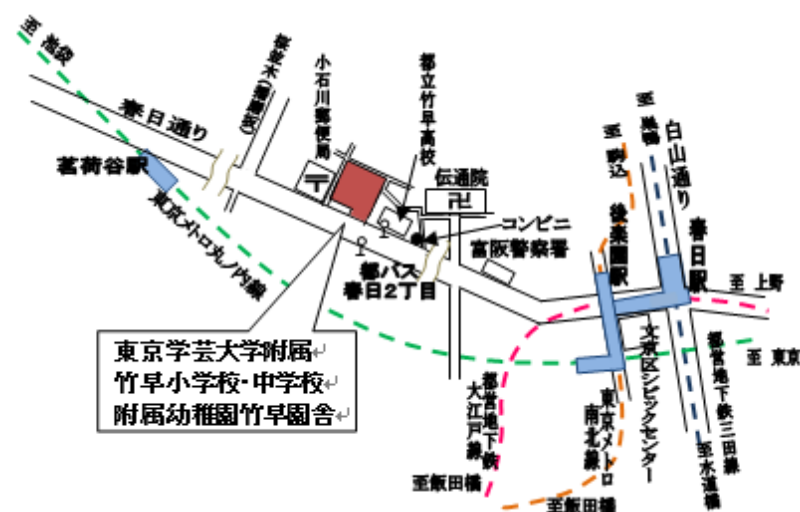 至 池袋
春日通り
茗荷谷駅
東京メトロ丸ノ内線
小石川郵便局
〒
都立竹早高校
伝通院
卍
コンビニ
富阪警察署
都バス
春日2丁目
東京学芸大学附属
竹早小学校・中学校
附属幼稚園竹早園舎
至 駒込
後楽園駅
至 巣鴨
白山通り
春日駅
至 上野
至 東京
文京区シビックセンター
都営地下鉄三田線
至水道橋
都営地下鉄
大江戸線
至飯田橋
東京メトロ
南北線
至飯田橋